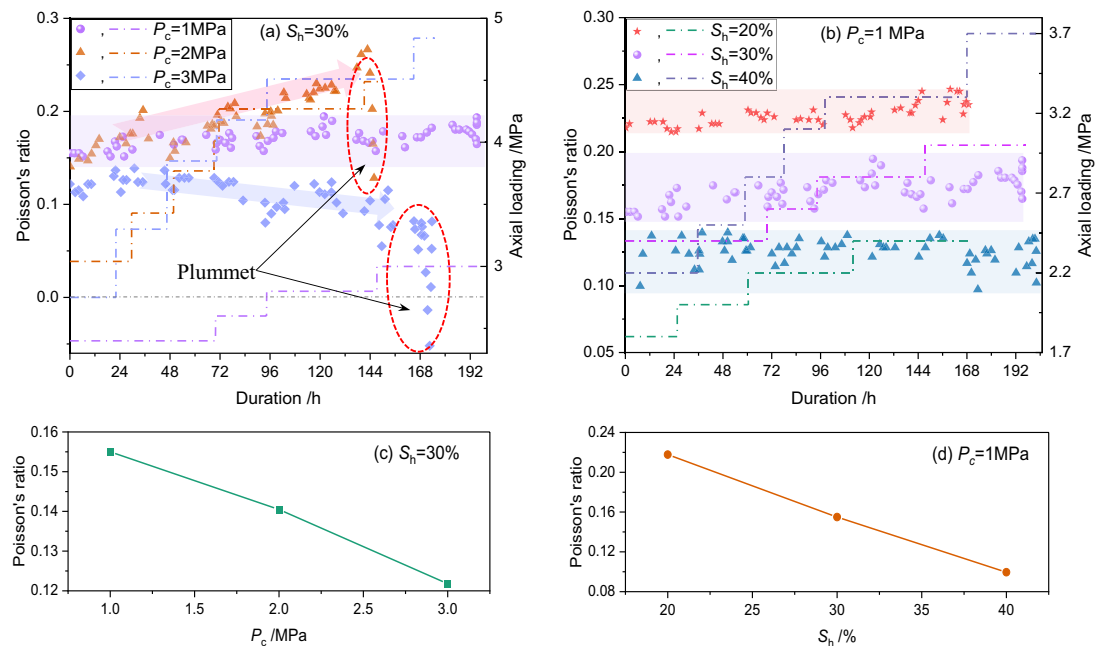 (a) Sh=30%
, Pc=1MPa
, Pc=2MPa
, Pc=3MPa
Plummet
0.3
0.2
0.1
0.0
Poisson's ratio
5
4
3
Axial loading /MPa
0 24 48 72 96 120 144 168 192
Duration /h
(b) Pc=1 MPa
, Sh=20%
, Sh=30%
, Sh=40%
0.30
0.25
0.20
0.15
0.10
0.05
Poisson's ratio
3.7
3.2
2.7
2.2
1.7
Axial loading /MPa
0 24 48 72 96 120 144 168 192
Duration /h
(c) Sh=30%
0.16
0.15
0.14
0.13
0.12
Poisson's ratio
1.0 1.5 2.0 2.5 3.0
Pc /MPa
(d) Pc=1MPa
0.24
0.20
0.16
0.12
0.08
Poisson's ratio
20 25 30 35 40
Sh /%